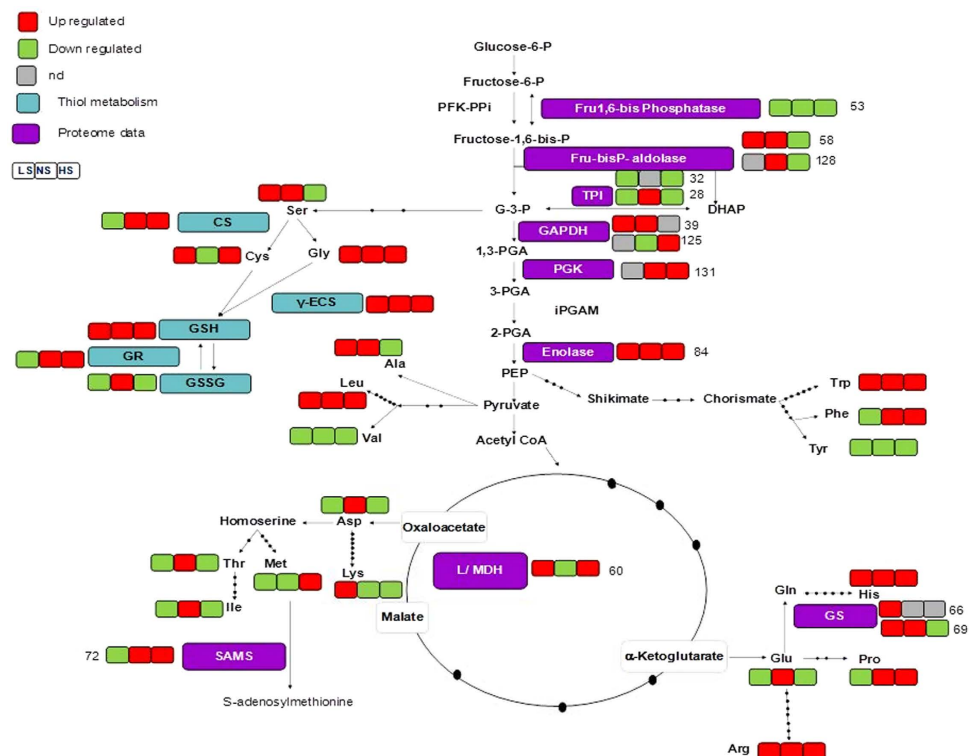 Up regulated
Down regulated
nd
Thiol metabolism
Proteome data
LS NS HS
Glucose-6-P
Fructose-6-P
PFK-PPi
Fru1,6-bis Phosphatase
53
Fructose-1,6-bis-P
58
Fru-bisP- aldolase
128
32
TPI
28
G-3-P
DHAP
GAPDH
39
125
1,3-PGA
PGK
131
3-PGA
iPGAM
2-PGA
Enolase
84
PEP
Ser
CS
Cys
Gly
γ-ECS
GSH
GR
GSSG
Ala
Leu
Val
Pyruvate
Acetyl CoA
Shikimate
Chorismate
Trp
Phe
Tyr
Homoserine
Asp
Oxaloacetate
Thr
Met
Lys
Ile
L/ MDH
60
Malate
72
SAMS
S-adenosylmethionine
α-Ketoglutarate
Gln
His
GS
66
69
Glu
Pro
Arg